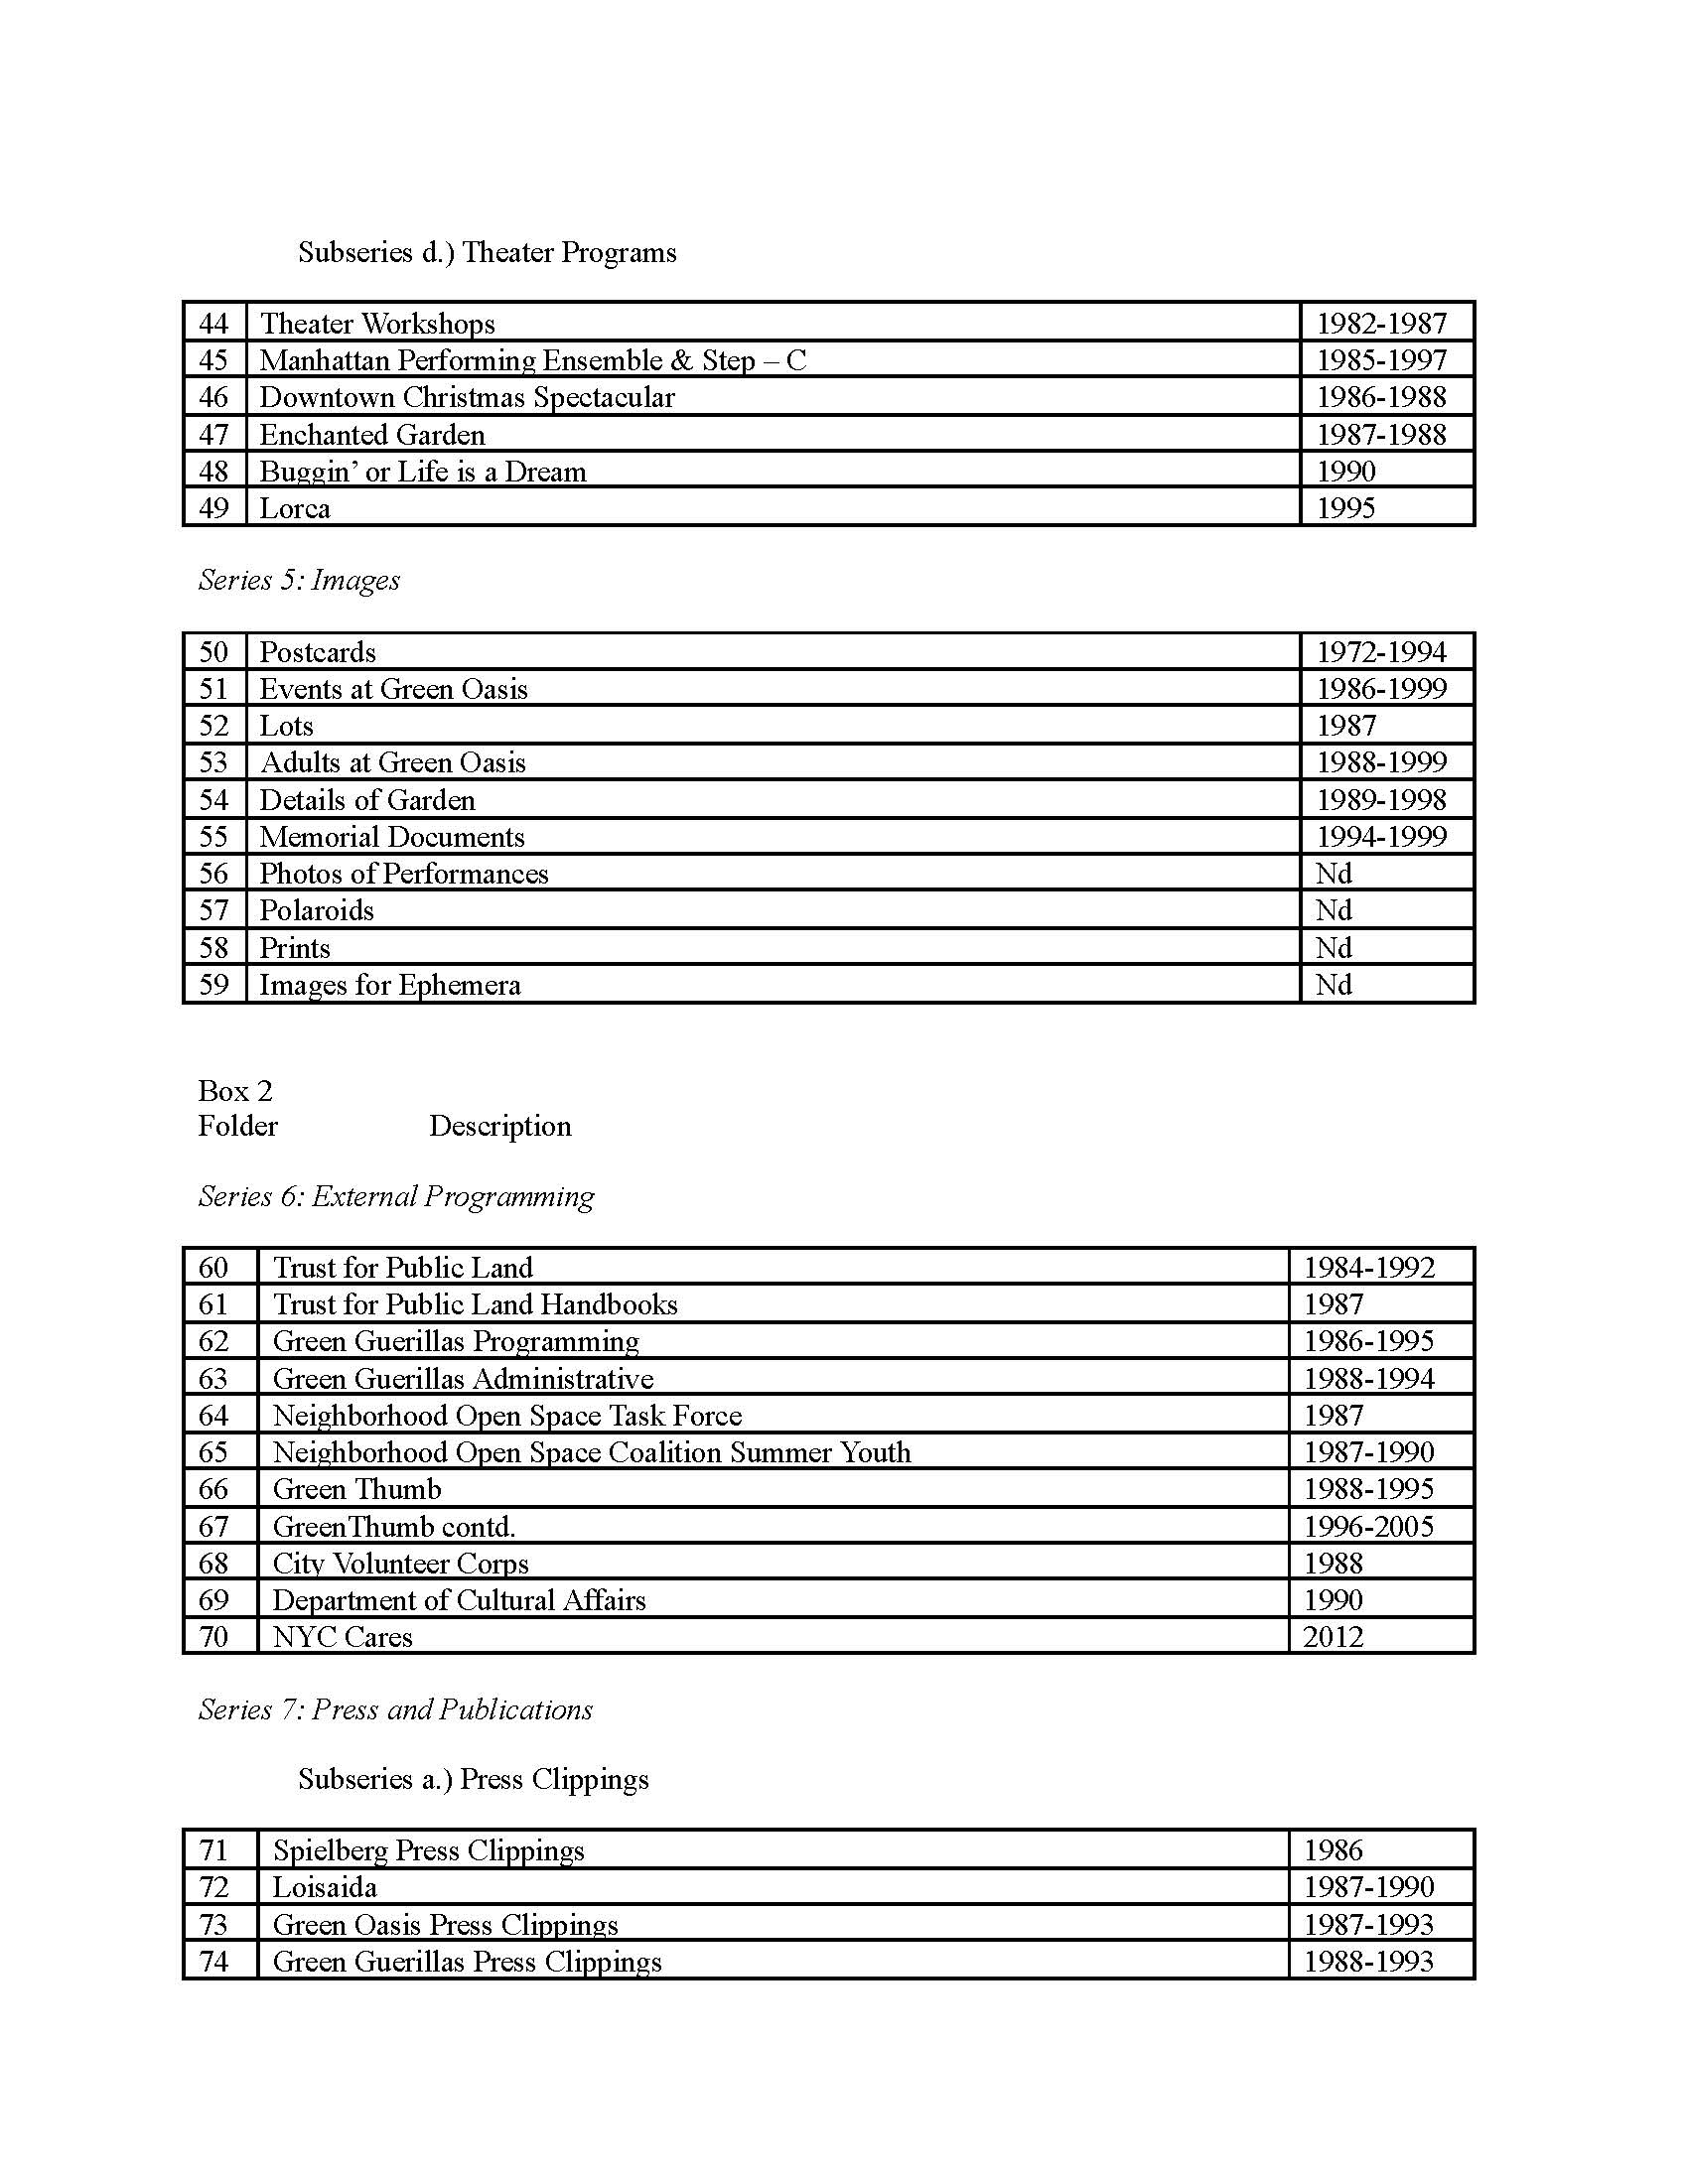 Subseries d.) Theater Programs
44 Theater Workshops 1982-1987
45 Manhattan Performing Ensemble & Step – C 1985-1997
46 Downtown Christmas Spectacular 1986-1988
47 Enchanted Garden 1987-1988
48 Buggin’ or Life is a Dream 1990
49 Lorca 1995
Series 5: Images
50 Postcards 1972-1994
51 Events at Green Oasis 1986-1999
52 Lots 1987
53 Adults at Green Oasis 1988-1999
54 Details of Garden 1989-1998
55 Memorial Documents 1994-1999
56 Photos of Performances Nd
57 Polaroids Nd
58 Prints Nd
59 Images for Ephemera Nd
Box 2
Folder Description
Series 6: External Programming
60 Trust for Public Land 1984-1992
61 Trust for Public Land Handbooks 1987
62 Green Guerillas Programming 1986-1995
63 Green Guerillas Administrative 1988-1994
64 Neighborhood Open Space Task Force 1987
65 Neighborhood Open Space Coalition Summer Youth 1987-1990
66 Green Thumb 1988-1995
67 GreenThumb contd. 1996-2005
68 City Volunteer Corps 1988
69 Department of Cultural Affairs 1990
70 NYC Cares 2012
Series 7: Press and Publications
Subseries a.) Press Clippings
71 Spielberg Press Clippings 1986
72 Loisaida 1987-1990
73 Green Oasis Press Clippings 1987-1993
74 Green Guerillas Press Clippings 1988-1993